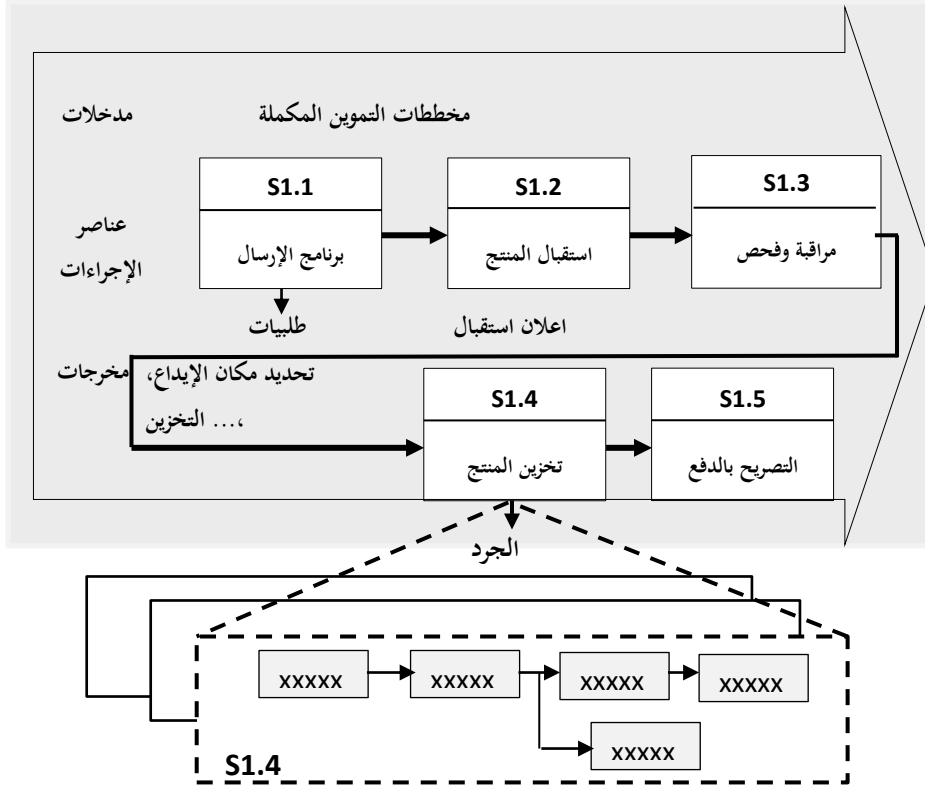 مدخلات
مخططات التموين المكملة
S1.1
S1.2
S1.3
عناصر
الإجراءات
برنامج الإرسال
استقبال المنتج
مراقبة وفحص
طلبيات
اعلان استقبال
مخرجات
تحديد مكان الإيداع،
التخزين ...،
S1.4
S1.5
تخزين المنتج
التصريح بالدفع
الجرد
xxxxx
xxxxx
xxxxx
xxxxx
xxxxx
S1.4